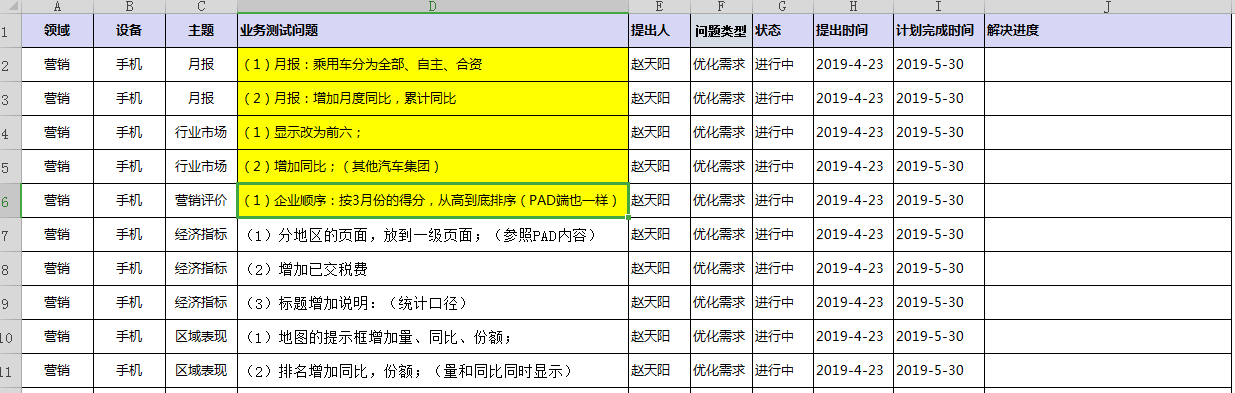 A B C D E F G H I J
1 领域 设备 主题 业务测试问题 提出人 问题类型 状态 提出时间 计划完成时间 解决进度
2 营销 手机 月报 （1）月报：乘用车分为全部、自主、合资 赵天阳 优化需求 进行中 2019-4-23 2019-5-30
3 营销 手机 月报 （2）月报：增加月度同比，累计同比 赵天阳 优化需求 进行中 2019-4-23 2019-5-30
4 营销 手机 行业市场 （1）显示改为前六； 赵天阳 优化需求 进行中 2019-4-23 2019-5-30
5 营销 手机 行业市场 （2）增加同比；（其他汽车集团） 赵天阳 优化需求 进行中 2019-4-23 2019-5-30
6 营销 手机 营销评价 （1）企业顺序：按3月份的得分，从高到底排序（PAD端也一样） 赵天阳 优化需求 进行中 2019-4-23 2019-5-30
7 营销 手机 经济指标 （1）分地区的页面，放到一级页面；（参照PAD内容） 赵天阳 优化需求 进行中 2019-4-23 2019-5-30
8 营销 手机 经济指标 （2）增加已交税费 赵天阳 优化需求 进行中 2019-4-23 2019-5-30
9 营销 手机 经济指标 （3）标题增加说明：（统计口径） 赵天阳 优化需求 进行中 2019-4-23 2019-5-30
10 营销 手机 区域表现 （1）地图的提示框增加量、同比、份额； 赵天阳 优化需求 进行中 2019-4-23 2019-5-30
11 营销 手机 区域表现 （2）排名增加同比，份额；（量和同比同时显示） 赵天阳 优化需求 进行中 2019-4-23 2019-5-30